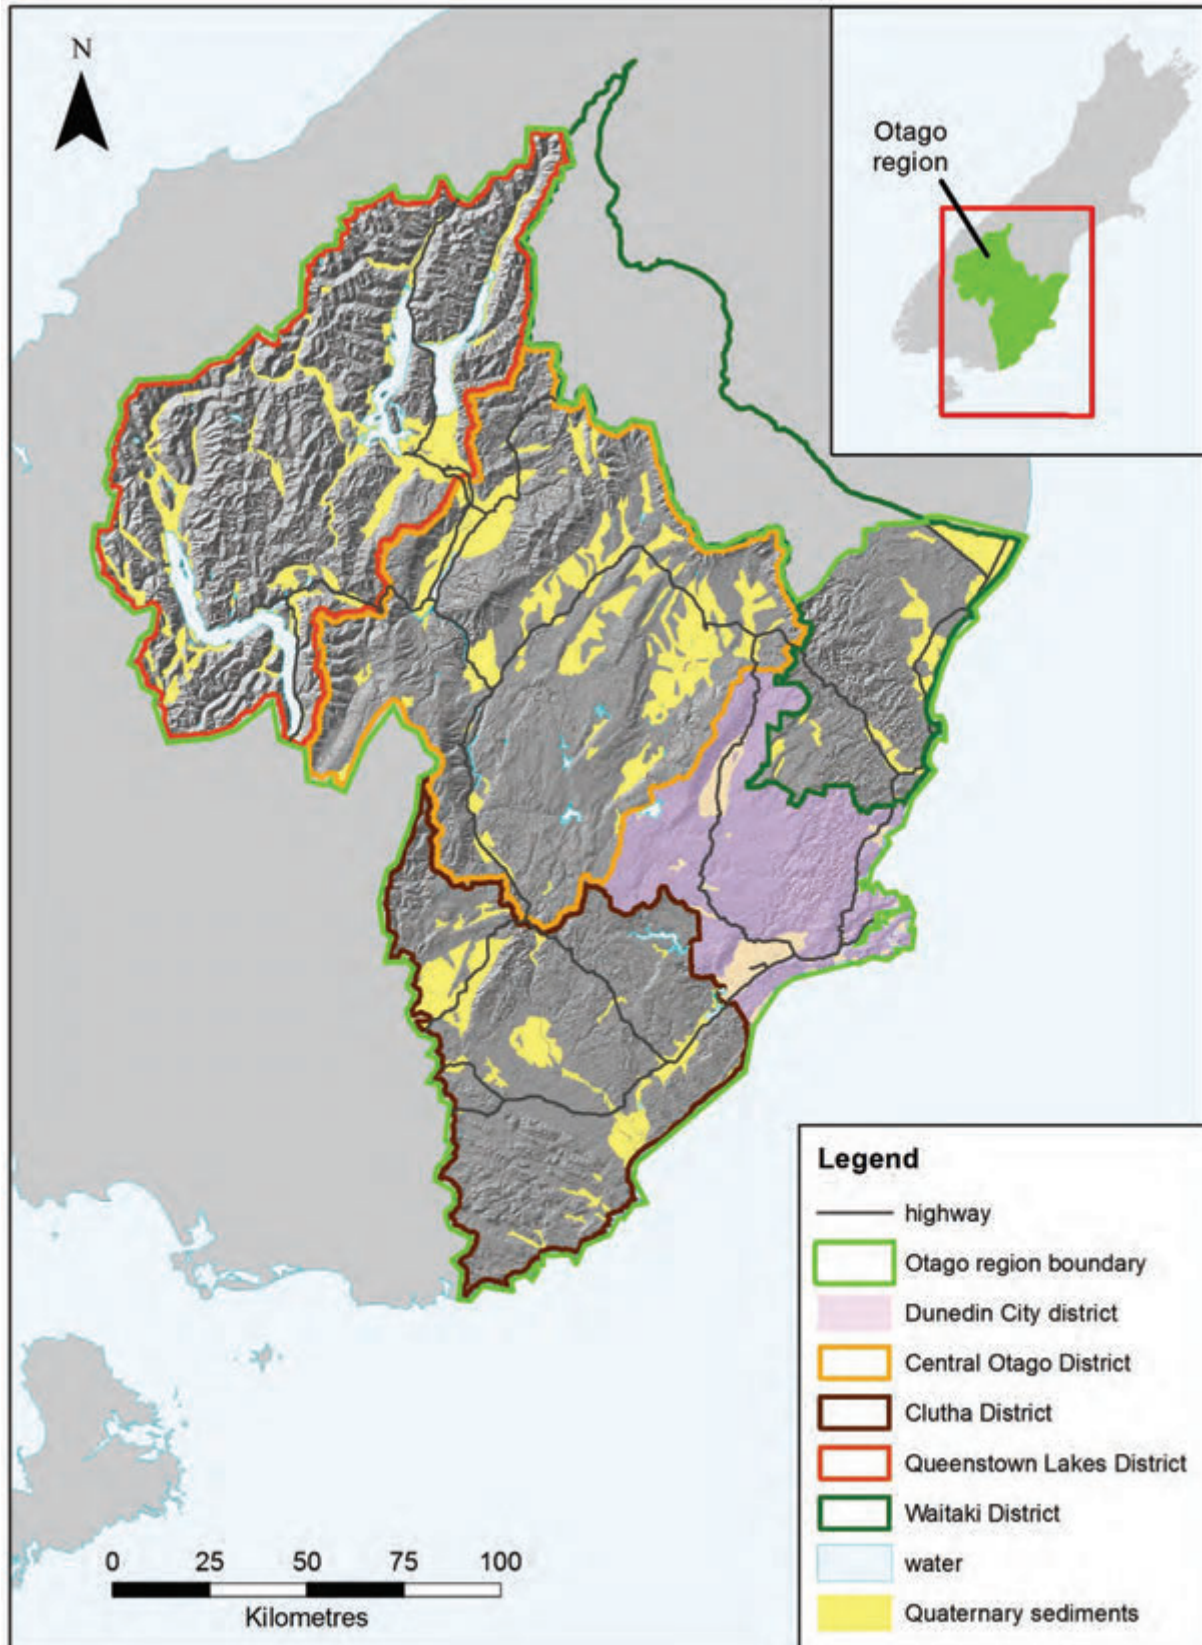 N
Otago
region
Legend
highway
Otago region boundary
Dunedin City district
Central Otago District
Clutha District
Queenstown Lakes District
Waitaki District
water
Quaternary sediments
0 25 50 75 100
Kilometres